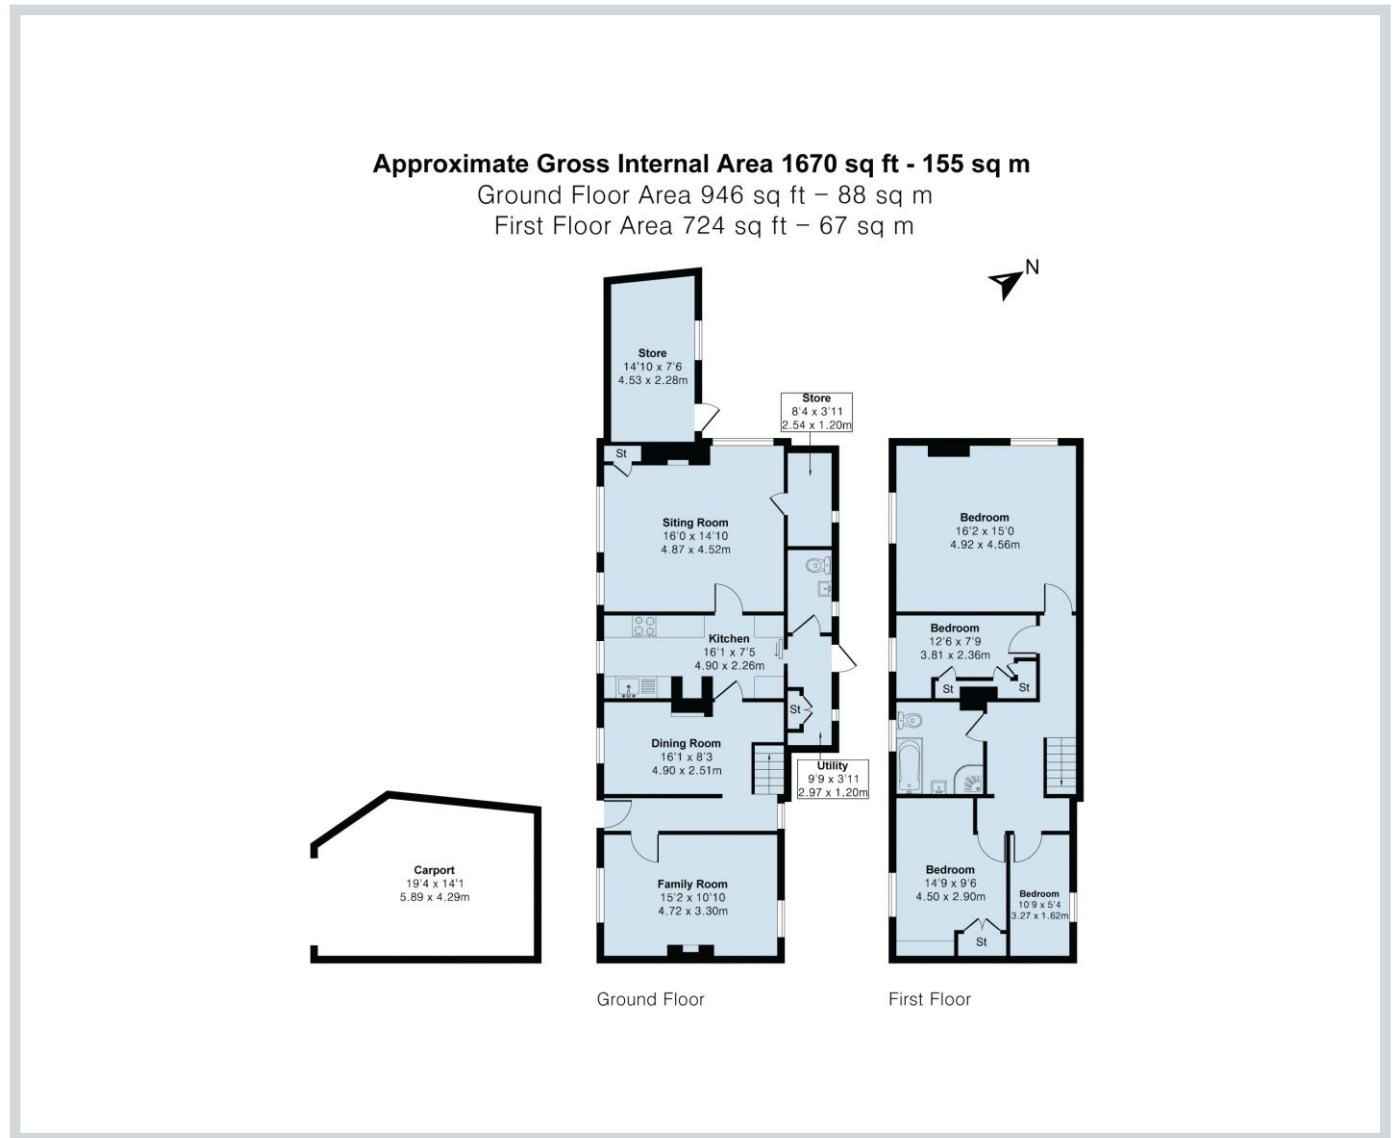 Approximate Gross Internal Area 1670 sq ft - 155 sq m
Ground Floor Area 946 sq ft – 88 sq m
First Floor Area 724 sq ft – 67 sq m
N
Store
14'10 x 7'6
4.53 x 2.28m
Store
8'4 x 3'11
2.54 x 1.20m
St
Siting Room
16'0 x 14'10
4.87 x 4.52m
Kitchen
16'1 x 7'5
4.90 x 2.26m
St
Dining Room
16'1 x 8'3
4.90 x 2.51m
Utility
9'9 x 3'11
2.97 x 1.20m
Family Room
15'2 x 10'10
4.72 x 3.30m
Carport
19'4 x 14'1
5.89 x 4.29m
Ground Floor
Bedroom
16'2 x 15'0
4.92 x 4.56m
Bedroom
12'6 x 7'9
3.81 x 2.36m
St
St
Bedroom
14'9 x 9'6
4.50 x 2.90m
St
Bedroom
10'9 x 5'4
3.27 x 1.62m
First Floor